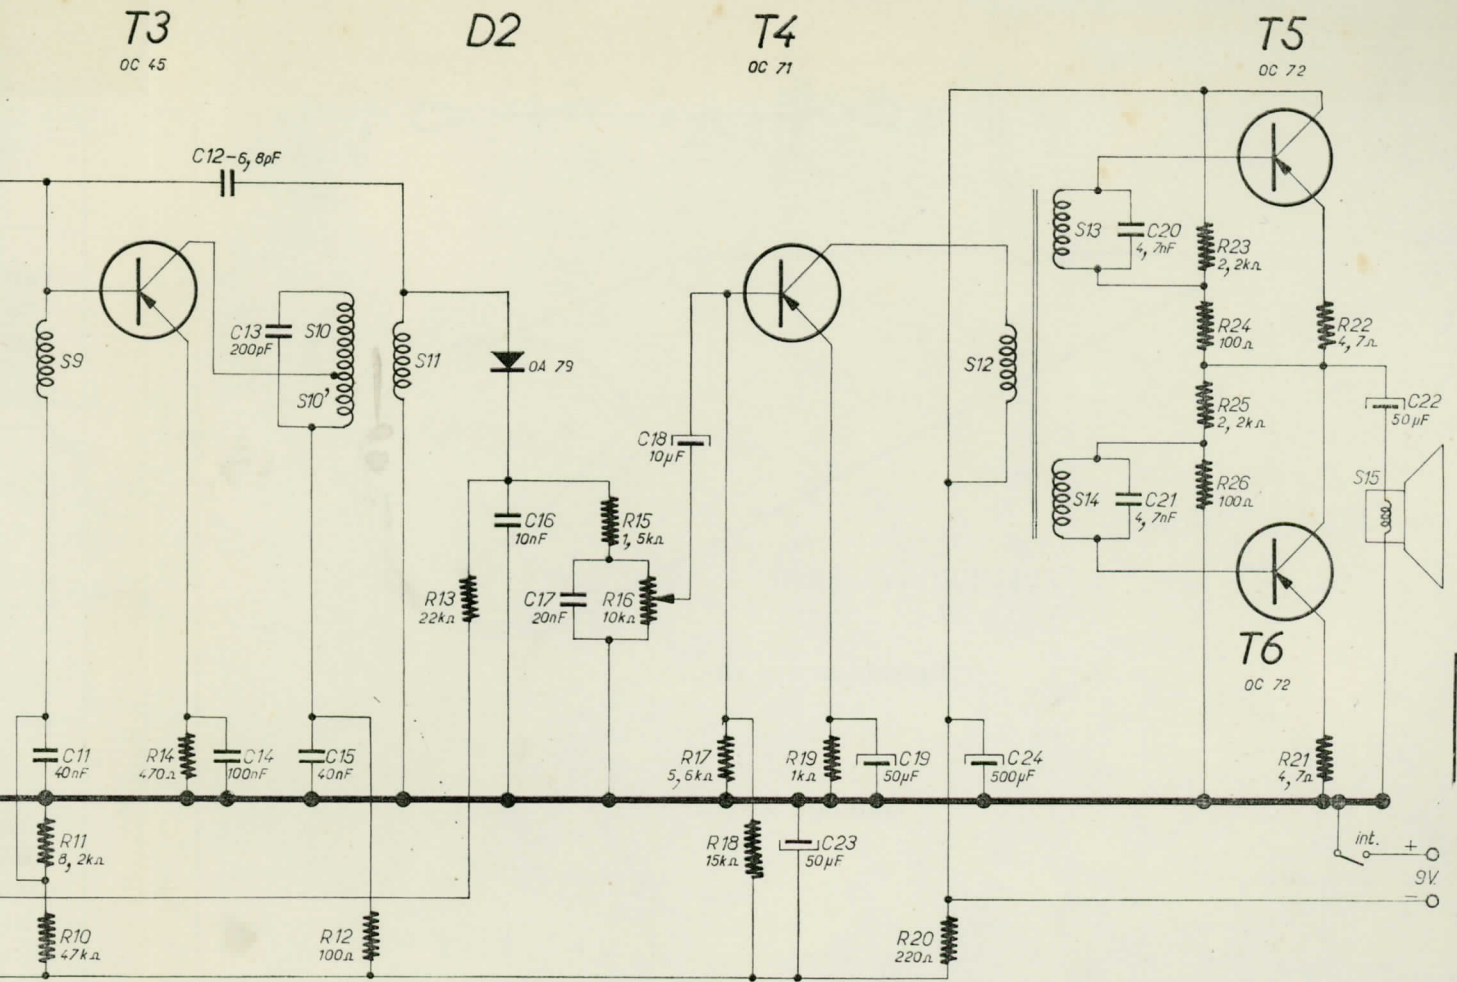 T3
OC 45
D2
T4
OC 71
T5
OC 72
C12-6,8pF
S9
C13
200pF
S10
S10'
S11
OA 79
S12
S13
C20
4,7nF
R23
2,2kΩ
R24
100Ω
R22
4,7Ω
R25
2,2kΩ
C22
50µF
C18
10µF
S14
C21
4,7nF
R26
100Ω
S15
C16
10nF
R15
1,5kΩ
R13
22kΩ
C17
20nF
R16
10kΩ
T6
OC 72
C11
40nF
R14
470Ω
C14
100nF
C15
40nF
R17
5,6kΩ
R19
1kΩ
C19
50µF
C24
500µF
R21
4,7Ω
R11
8,2kΩ
R18
15kΩ
C23
50µF
int.
+
9V.
−
R10
47kΩ
R12
100Ω
R20
220Ω